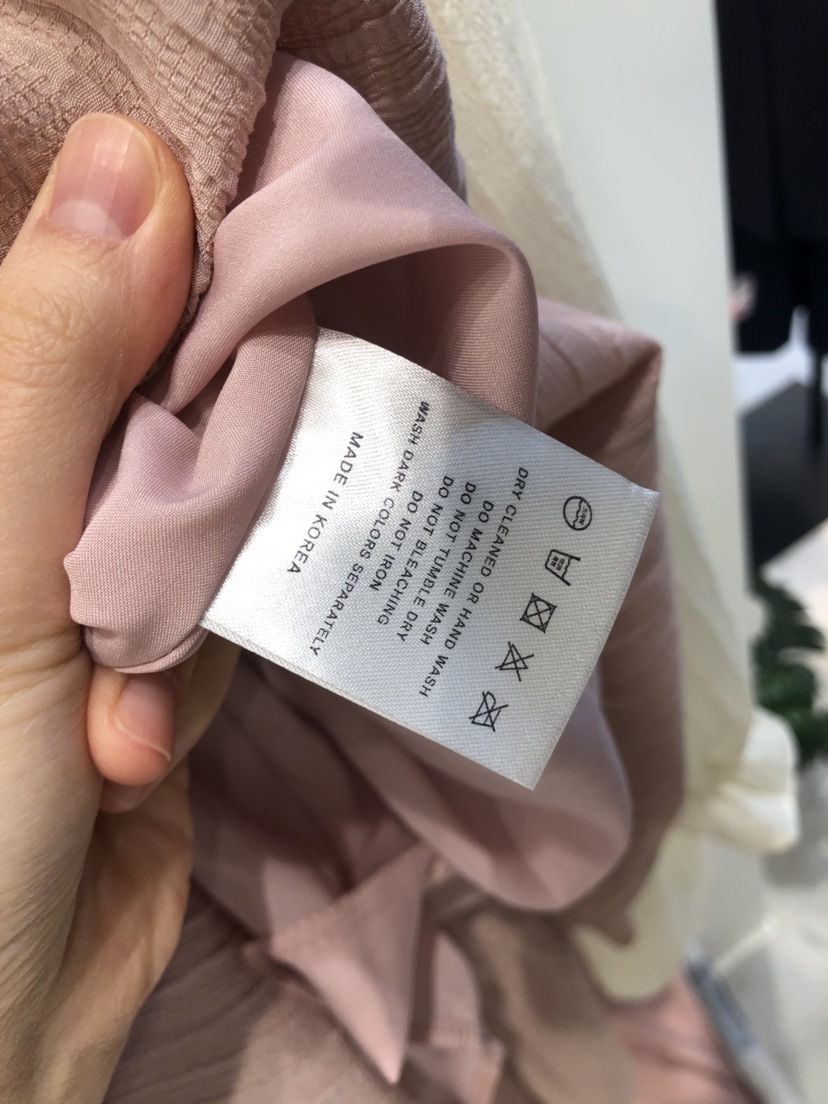 DRY CLEANED OR HAND WASH
DO MACHINE WASH
DO NOT TUMBLE DRY
DO NOT BLEACHING
DO NOT IRON
WASH DARK COLORS SEPARATELY
MADE IN KOREA